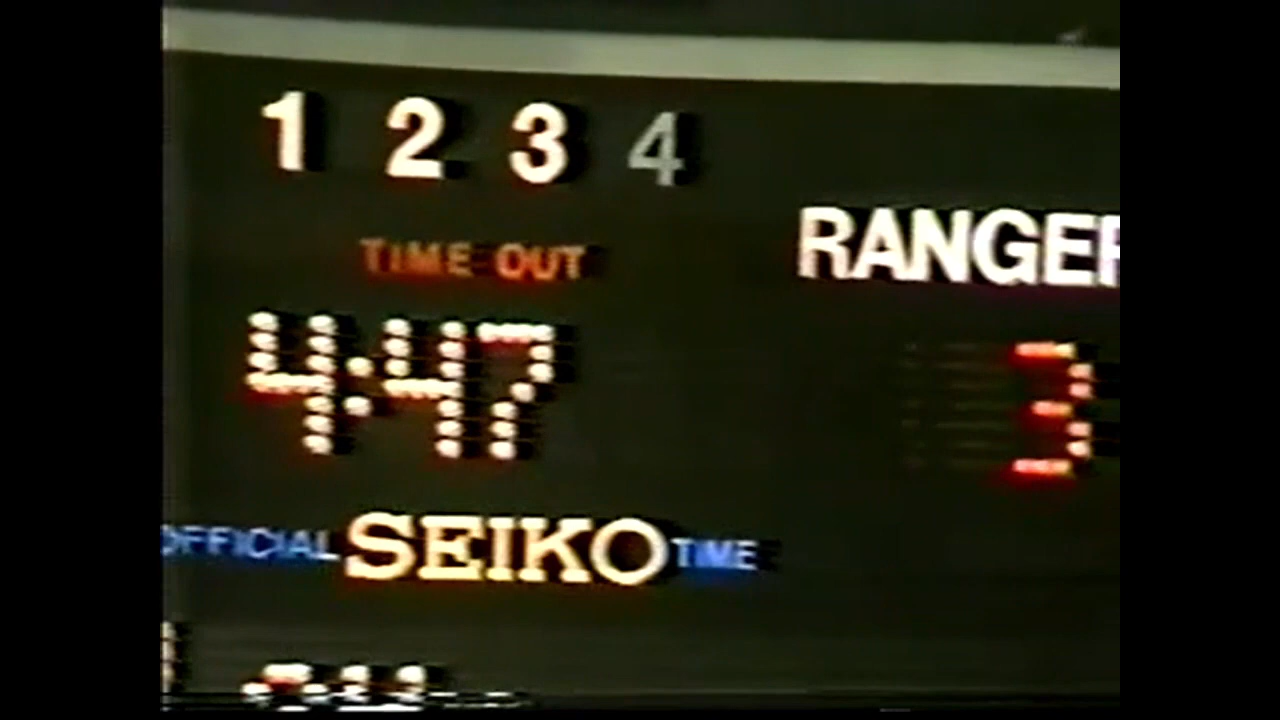 1 2 3 4
TIME OUT
RANGER
4:47
3
OFFICIAL SEIKO TIME